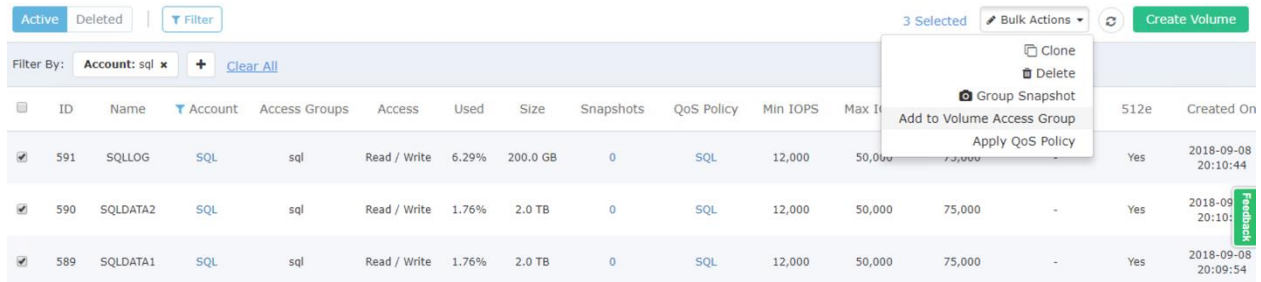 Active Deleted Filter 3 Selected Bulk Actions Create Volume
Clone
Filter By: Account: sql × + Clear All
Delete
Group Snapshot
ID Name Account Access Groups Access Used Size Snapshots QoS Policy Min IOPS Max I 512e Created On
Add to Volume Access Group
Apply QoS Policy
591 SQLLOG SQL sql Read / Write 6.29% 200.0 GB 0 SQL 12,000 50,000 75,000 - Yes 2018-09-08 20:10:44
590 SQLDATA2 SQL sql Read / Write 1.76% 2.0 TB 0 SQL 12,000 50,000 75,000 - Yes 2018-09 20:10:
589 SQLDATA1 SQL sql Read / Write 1.76% 2.0 TB 0 SQL 12,000 50,000 75,000 - Yes 2018-09-08 20:09:54
Feedback